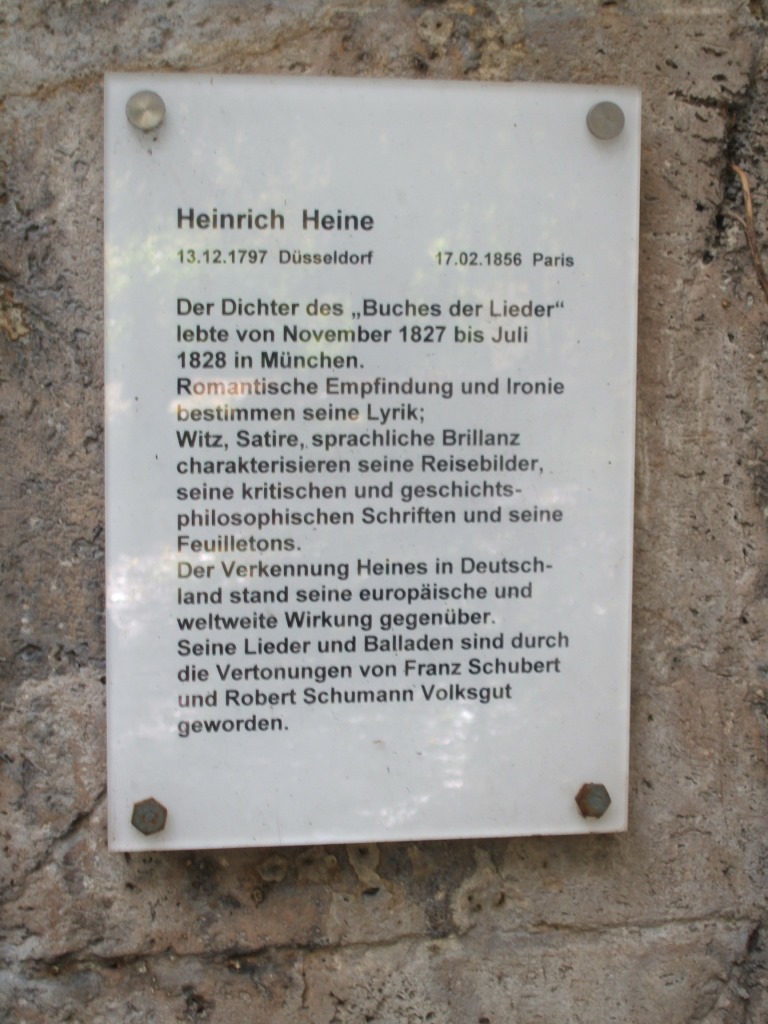 Heinrich Heine
13.12.1797 Düsseldorf 17.02.1856 Paris
Der Dichter des „Buches der Lieder“
lebte von November 1827 bis Juli
1828 in München.
Romantische Empfindung und Ironie
bestimmen seine Lyrik;
Witz, Satire, sprachliche Brillanz
charakterisieren seine Reisebilder,
seine kritischen und geschichts-
philosophischen Schriften und seine
Feuilletons.
Der Verkennung Heines in Deutsch-
land stand seine europäische und
weltweite Wirkung gegenüber.
Seine Lieder und Balladen sind durch
die Vertonungen von Franz Schubert
und Robert Schumann Volksgut
geworden.